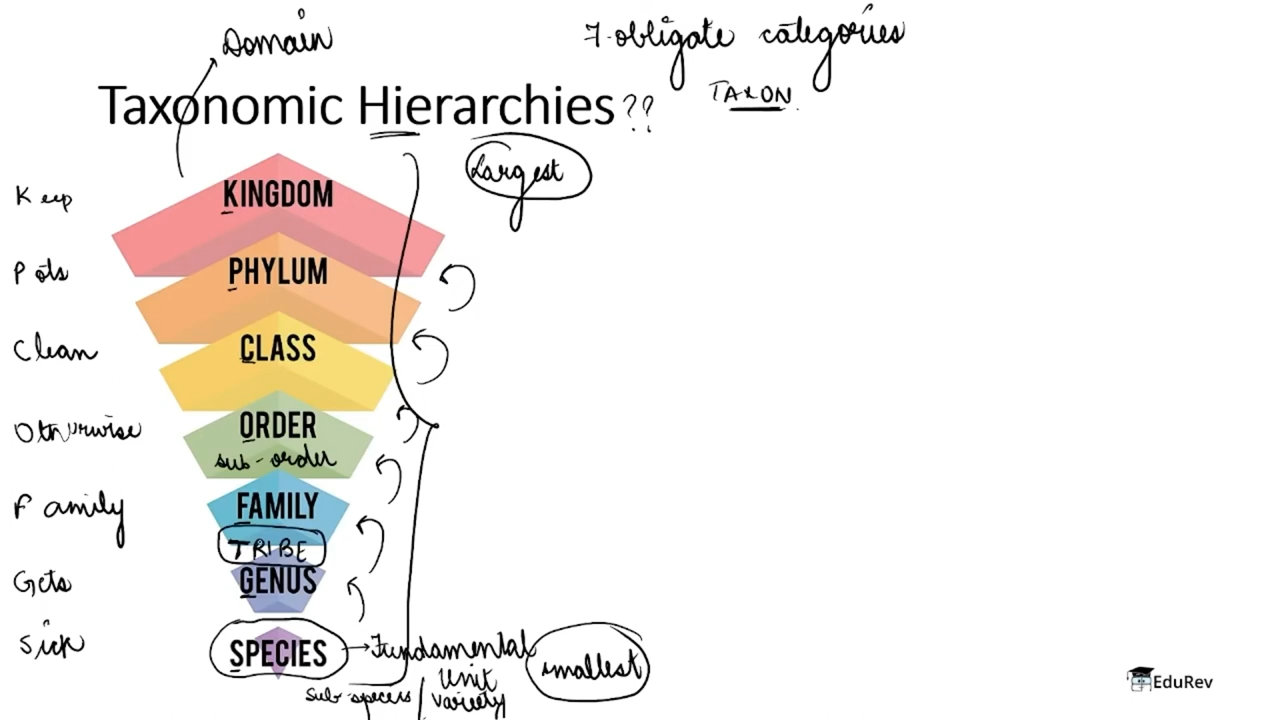 Domain
7-obligate categories
TAXON
Taxonomic Hierarchies ??
Largest
Keep KINGDOM
Pots PHYLUM
Clean CLASS
Otherwise ORDER
sub-order
Family FAMILY
TRIBE
Gets GENUS
Sick SPECIES → Fundamental Unit
smallest
Sub species / Variety
EduRev